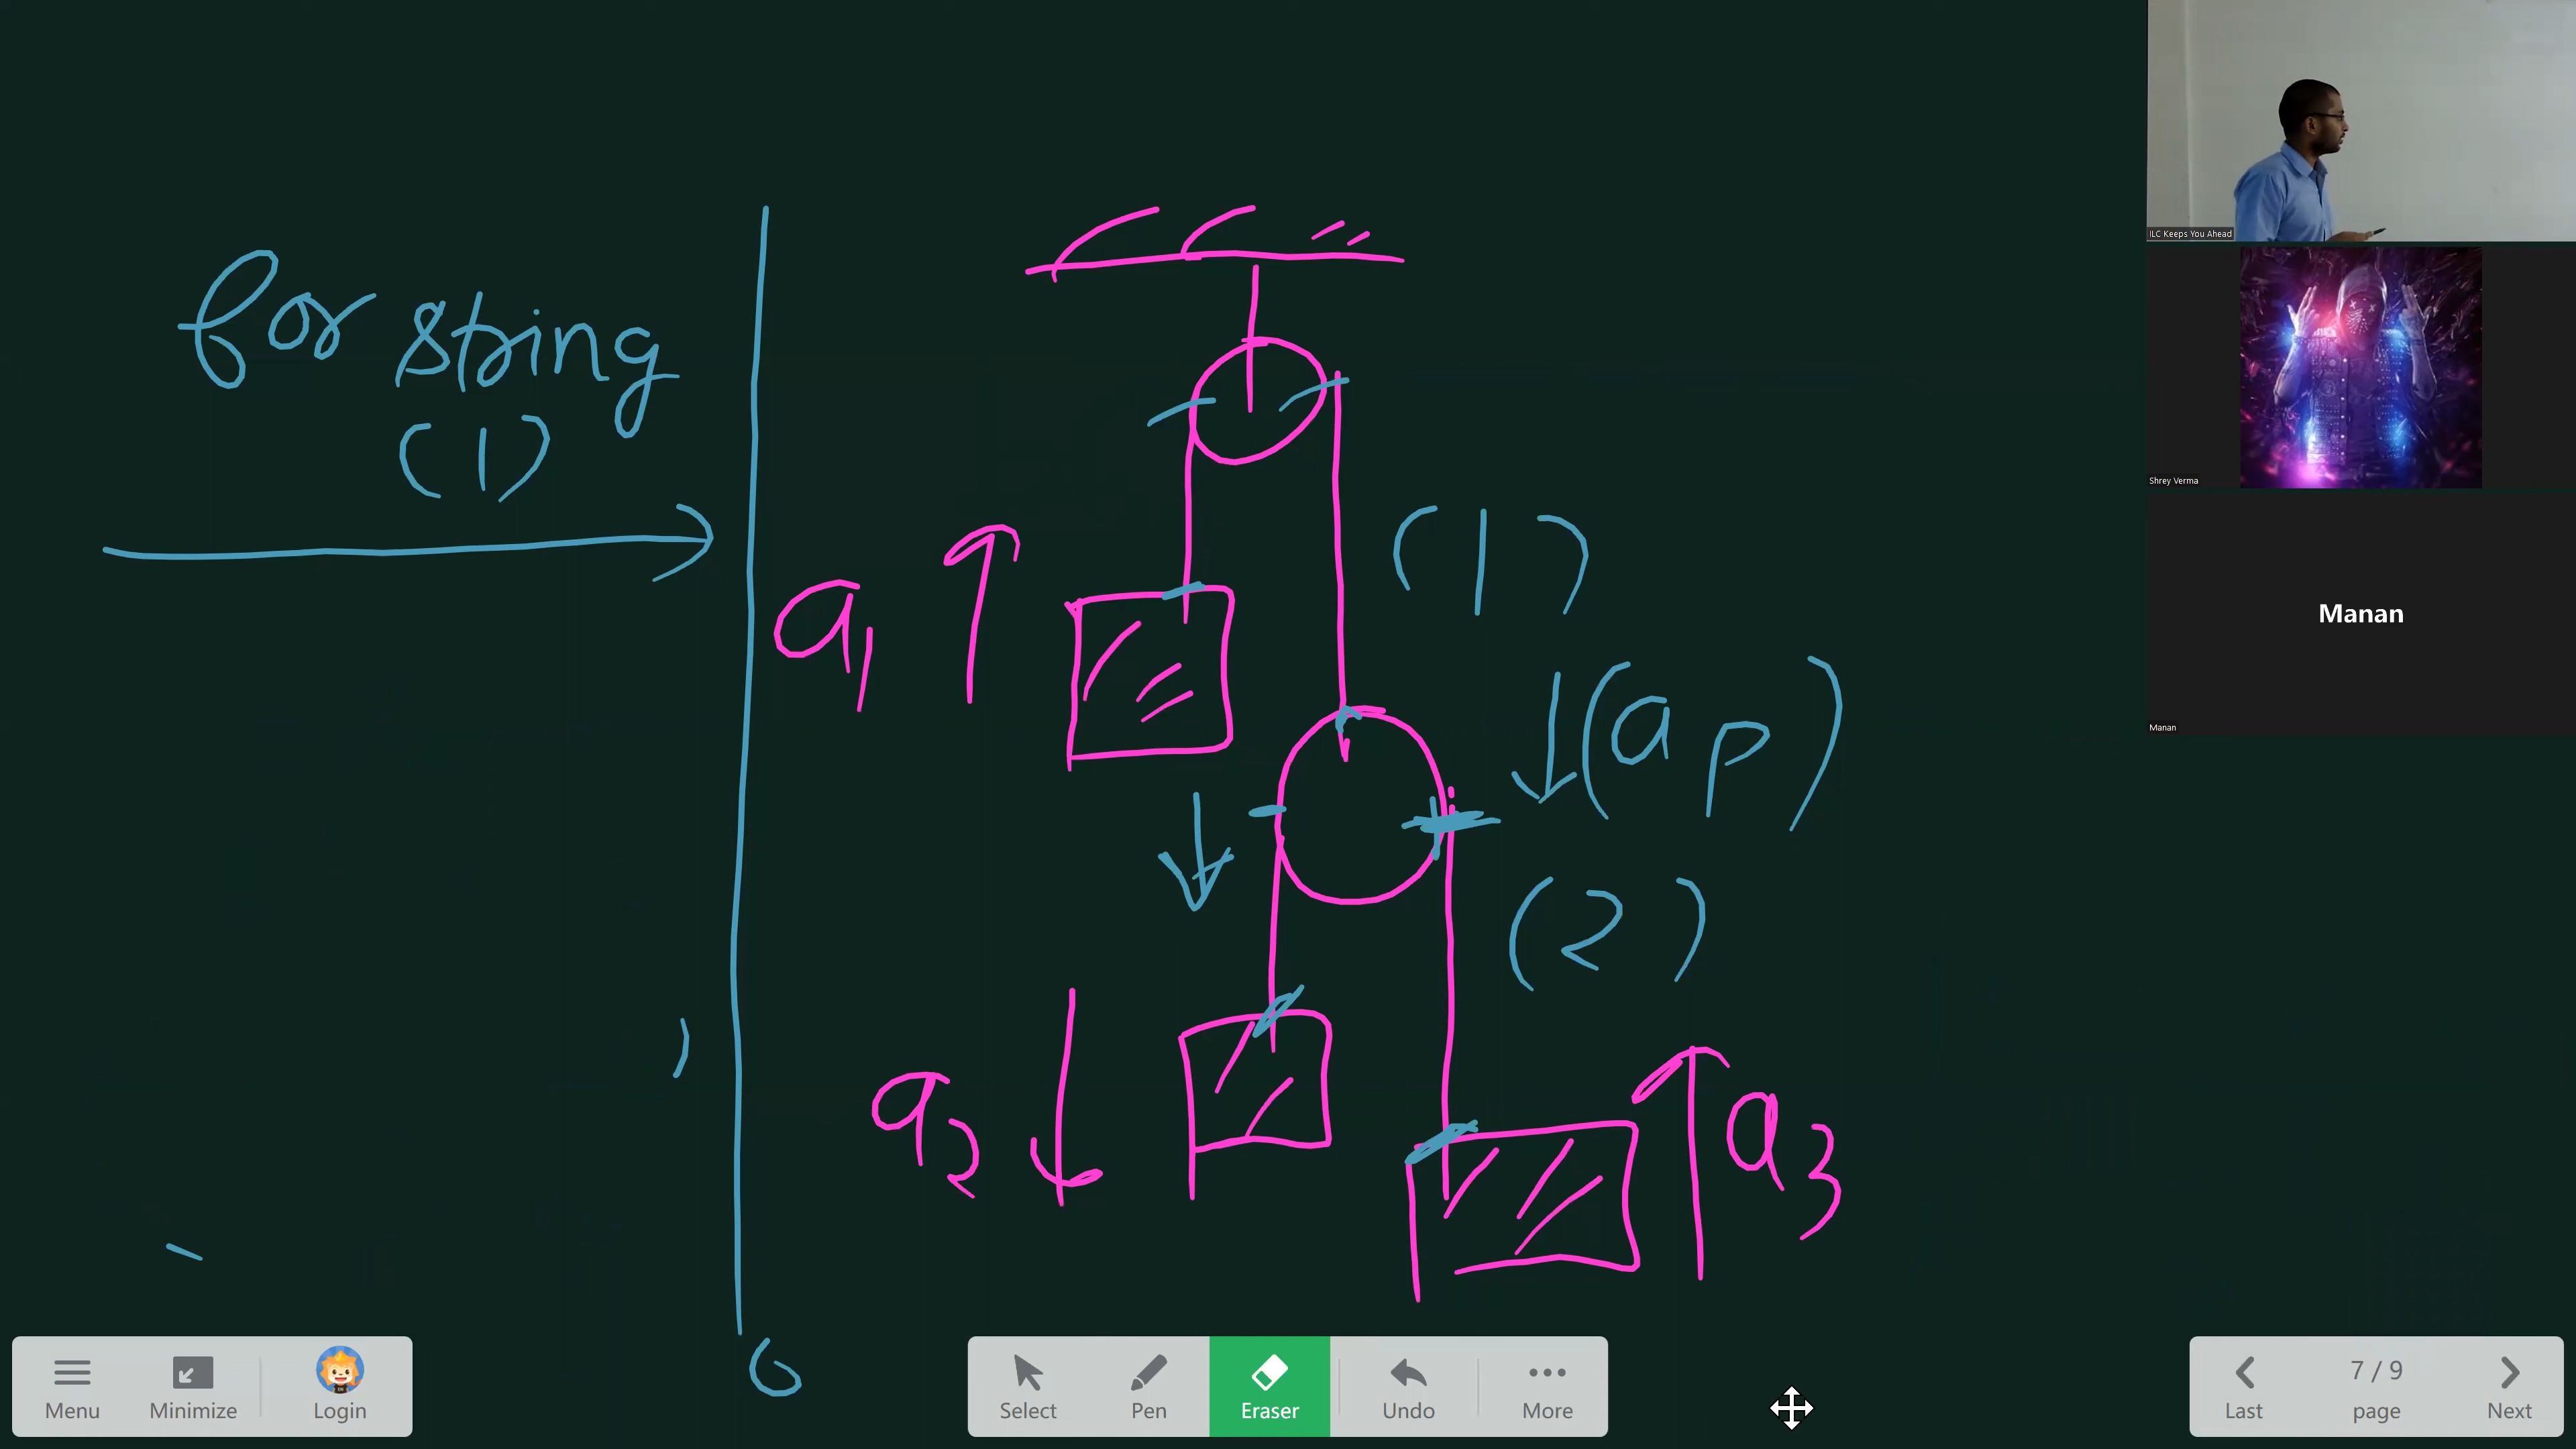 for string
(1)
a1
(1)
(ap)
(2)
a2
a3
ILC Keeps You Ahead
Shrey Verma
Manan
Manan
Menu
Minimize
Login
Select
Pen
Eraser
Undo
More
Last
7 / 9
page
Next